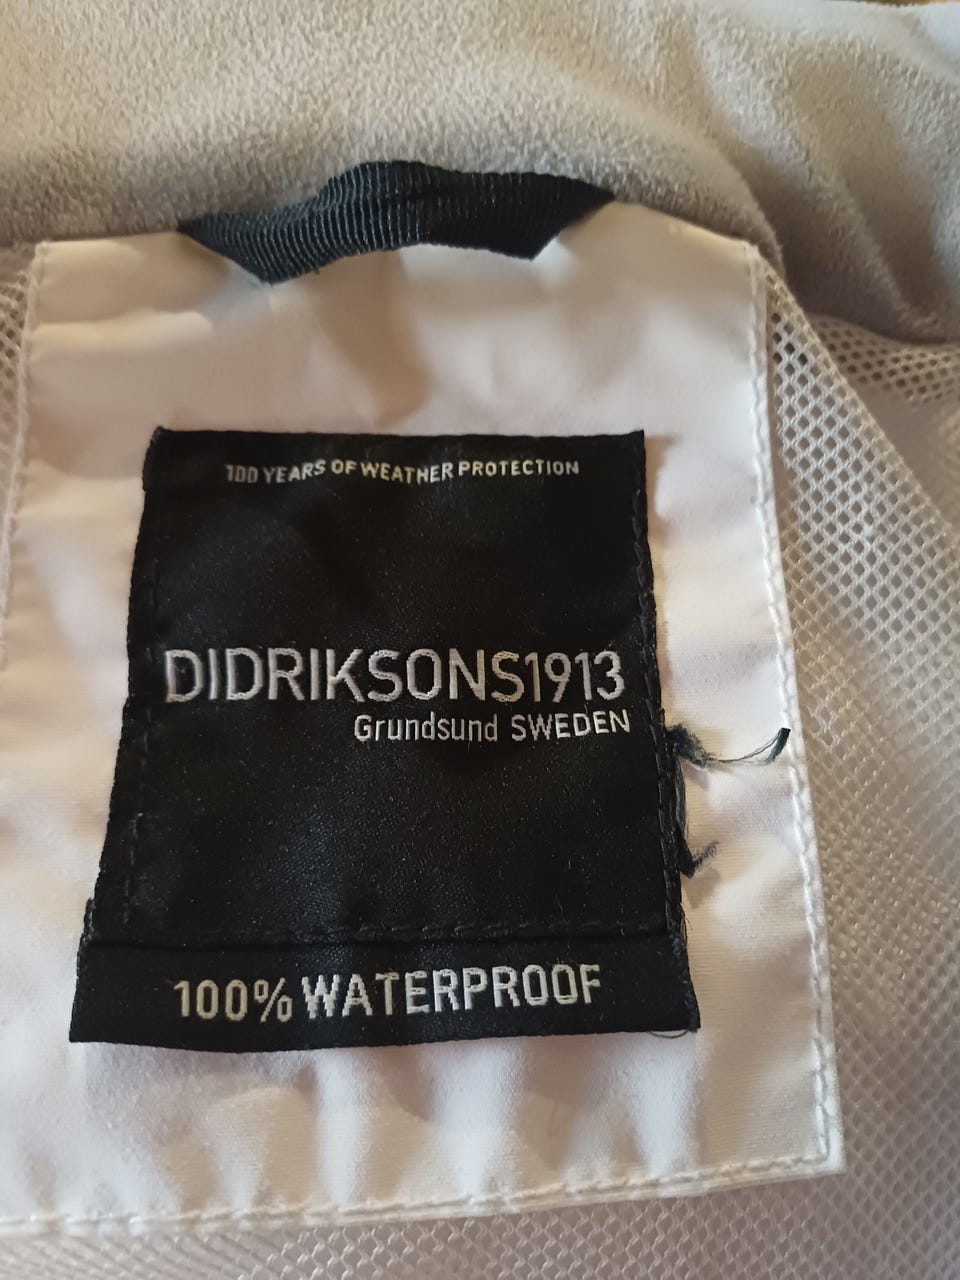 100 YEARS OF WEATHER PROTECTION
DIDRIKSONS1913
Grundsund SWEDEN
100% WATERPROOF